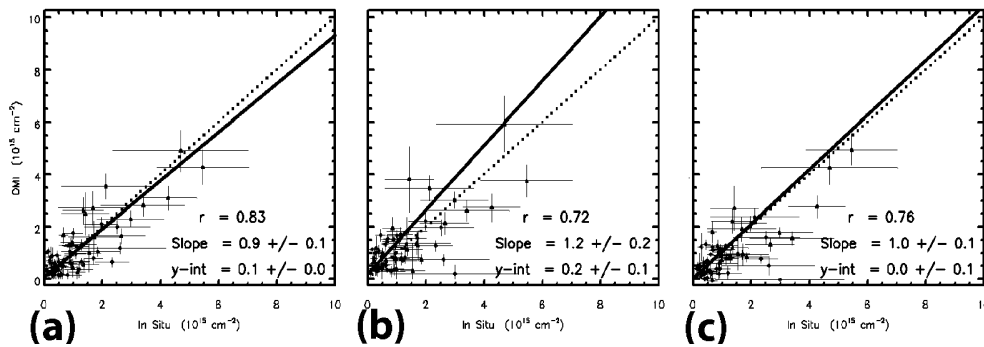 10
8
6
4
2
0
OMI (10¹⁵ cm⁻²)
r = 0.83
Slope = 0.9 +/- 0.1
y-int = 0.1 +/- 0.0
0 2 4 6 8 10
In Situ (10¹⁵ cm⁻²)
(a)
r = 0.72
Slope = 1.2 +/- 0.2
y-int = 0.2 +/- 0.1
0 2 4 6 8 10
In Situ (10¹⁵ cm⁻²)
(b)
r = 0.76
Slope = 1.0 +/- 0.1
y-int = 0.0 +/- 0.1
0 2 4 6 8 10
In Situ (10¹⁵ cm⁻²)
(c)